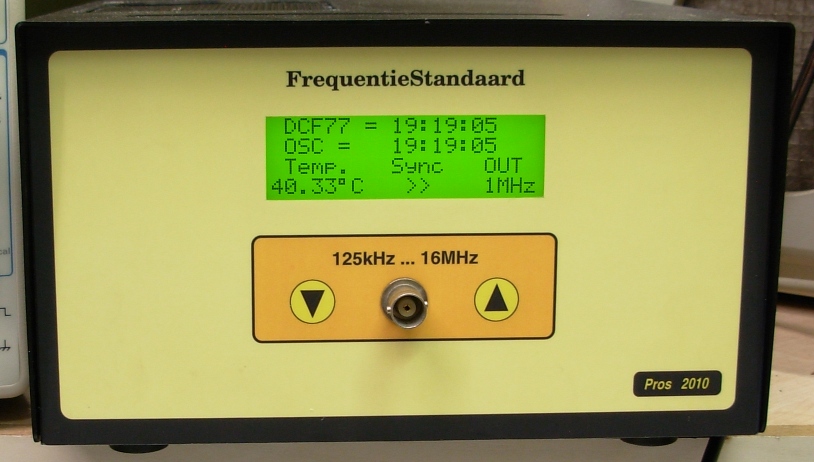 FrequentieStandaard
DCF77 = 19:19:05
OSC = 19:19:05
Temp. Sync OUT
40.33°C >> 1MHz
125kHz ... 16MHz
Pros 2010